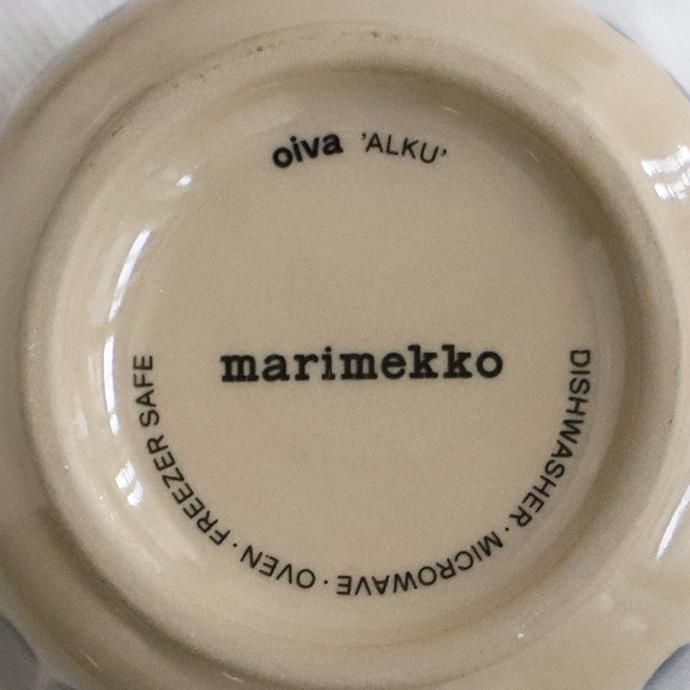 oiva 'ALKU'
marimekko
DISHWASHER · MICROWAVE · OVEN · FREEZER SAFE